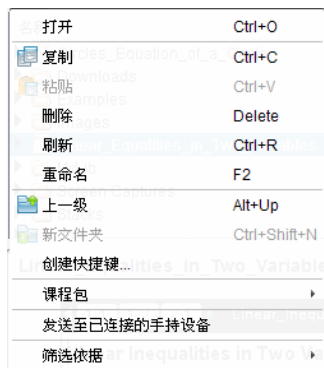 打开 Ctrl+O
复制 Ctrl+C
粘贴 Ctrl+V
删除 Delete
刷新 Ctrl+R
重命名 F2
上一级 Alt+Up
新文件夹 Ctrl+Shift+N
创建快捷键...
课程包
发送至已连接的手持设备
筛选依据